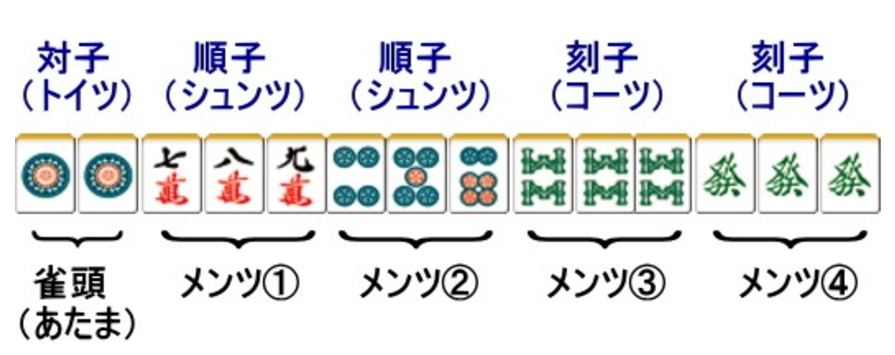 対子 順子 順子 刻子 刻子
(トイツ) (シュンツ) (シュンツ) (コーツ) (コーツ)
七 八 九 發 發 發
萬 萬 萬
雀頭 メンツ① メンツ② メンツ③ メンツ④
(あたま)